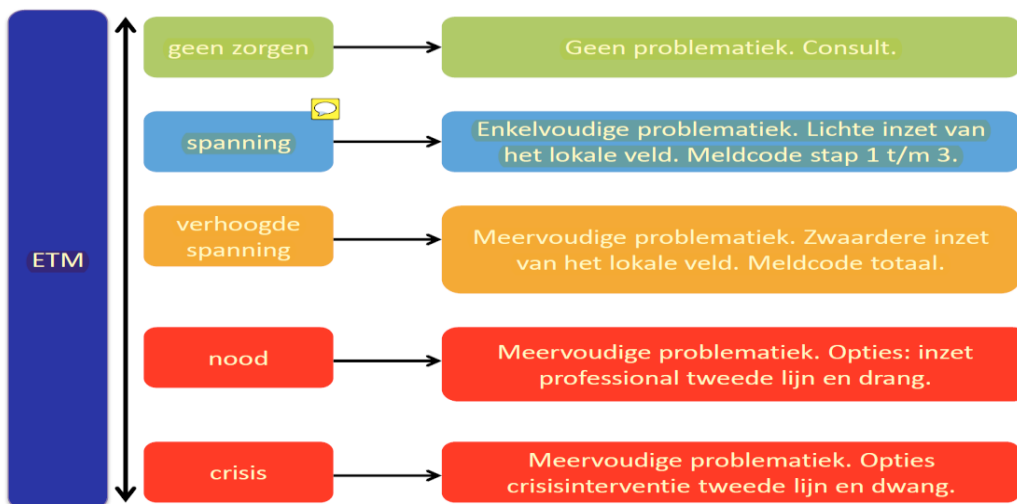 ETM
geen zorgen
Geen problematiek. Consult.
spanning
Enkelvoudige problematiek. Lichte inzet van
het lokale veld. Meldcode stap 1 t/m 3.
verhoogde
spanning
Meervoudige problematiek. Zwaardere inzet
van het lokale veld. Meldcode totaal.
nood
Meervoudige problematiek. Opties: inzet
professional tweede lijn en drang.
crisis
Meervoudige problematiek. Opties
crisisinterventie tweede lijn en dwang.